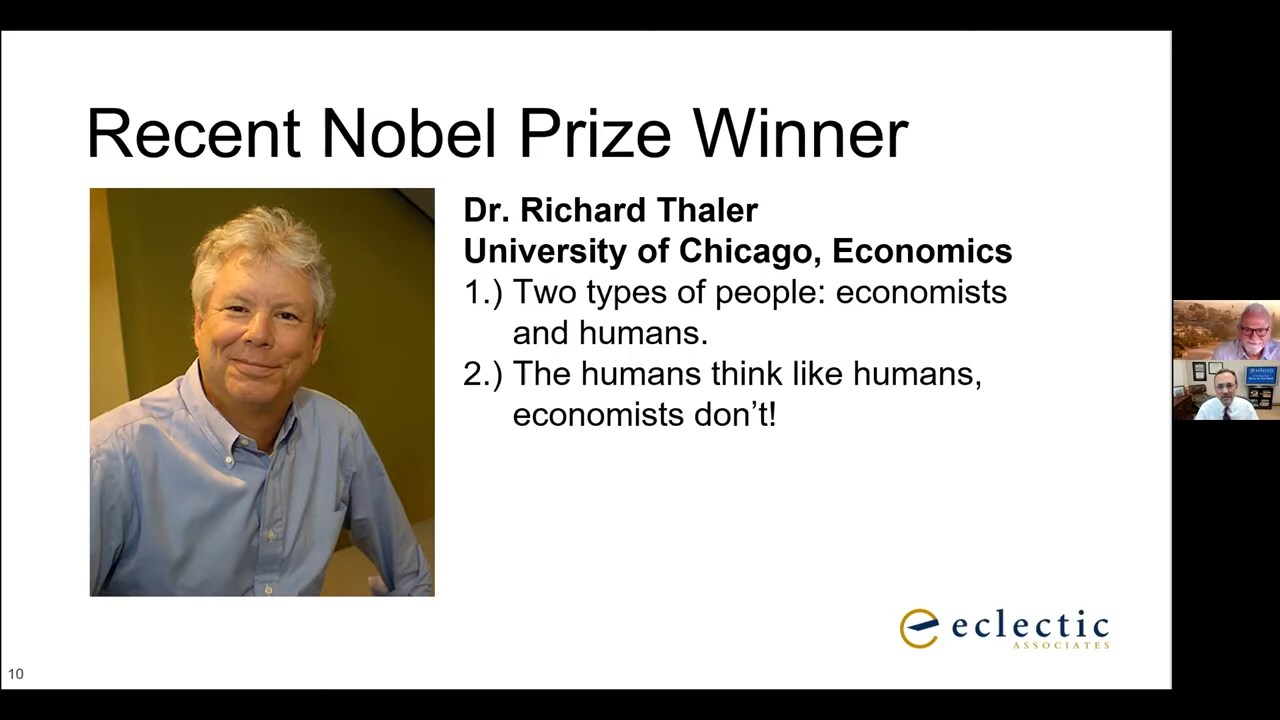 Recent Nobel Prize Winner
Dr. Richard Thaler
University of Chicago, Economics
1.) Two types of people: economists
and humans.
2.) The humans think like humans,
economists don’t!
eclectic
ASSOCIATES
10